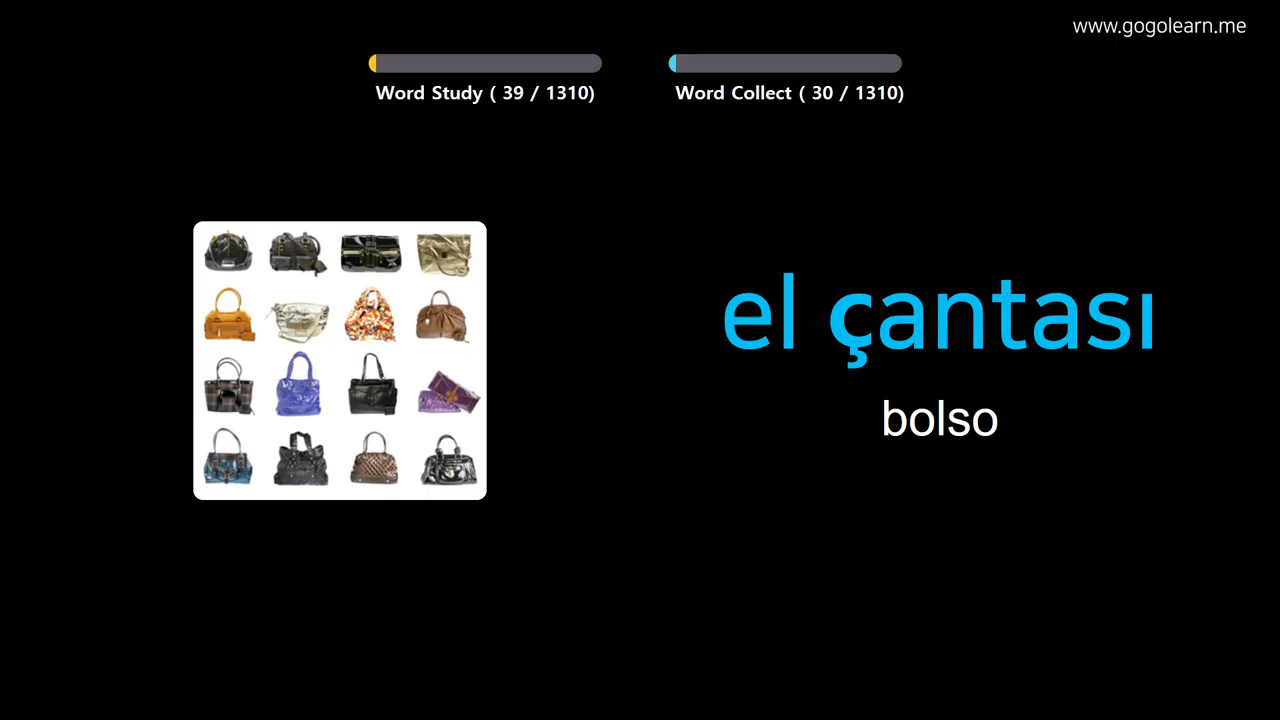 www.gogolearn.me
Word Study ( 39 / 1310)
Word Collect ( 30 / 1310)
el çantası
bolso